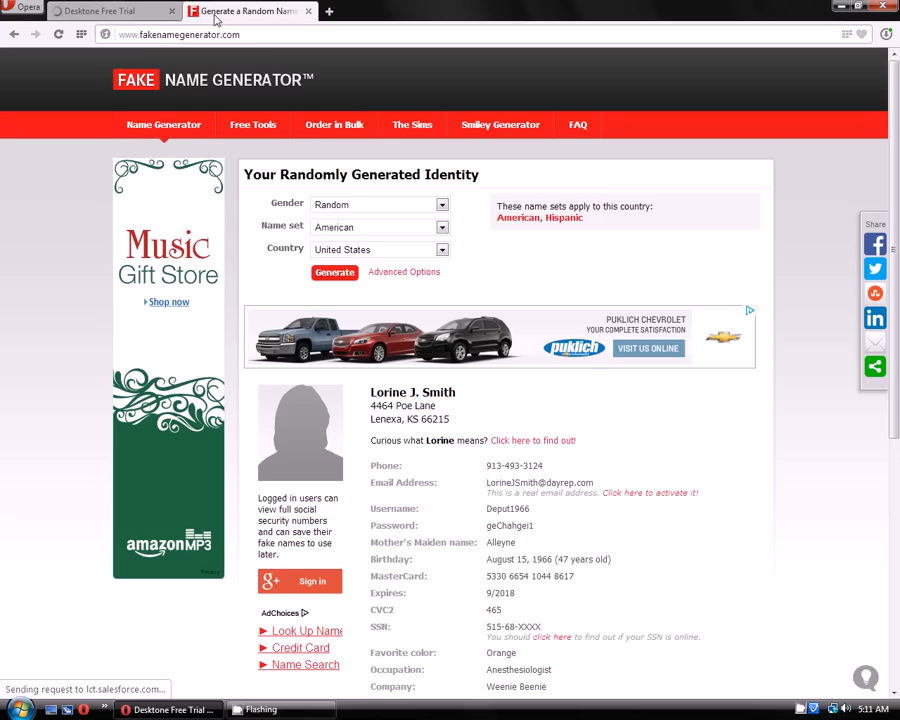 Opera
Desktone Free Trial
Generate a Random Name
www.fakenamegenerator.com
FAKE NAME GENERATOR™
Name Generator
Free Tools
Order in Bulk
The Sims
Smiley Generator
FAQ
Music
Gift Store
Shop now
amazonMP3
Your Randomly Generated Identity
Gender
Random
Name set
American
Country
United States
Generate
Advanced Options
These name sets apply to this country:
American, Hispanic
Share
PUKLICH CHEVROLET
YOUR COMPLETE SATISFACTION
puklich
VISIT US ONLINE
CHEVROLET
Lorine J. Smith
4464 Poe Lane
Lenexa, KS 66215
Curious what Lorine means? Click here to find out!
Phone: 913-493-3124
Email Address: LorineJSmith@dayrep.com
This is a real email address. Click here to activate it!
Username: Deput1966
Password: geChahgei1
Mother's Maiden name: Alleyne
Birthday: August 15, 1966 (47 years old)
MasterCard: 5330 6654 1044 8617
Expires: 9/2018
CVC2 465
SSN: 515-68-XXXX
You should click here to find out if your SSN is online.
Favorite color: Orange
Occupation: Anesthesiologist
Company: Weenie Beenie
Logged in users can
view full social
security numbers
and can save their
fake names to use
later.
g+ Sign in
AdChoices
► Look Up Name
► Credit Card
► Name Search
Sending request to lct.salesforce.com...
Desktone Free Trial ...
Flashing
5:11 AM